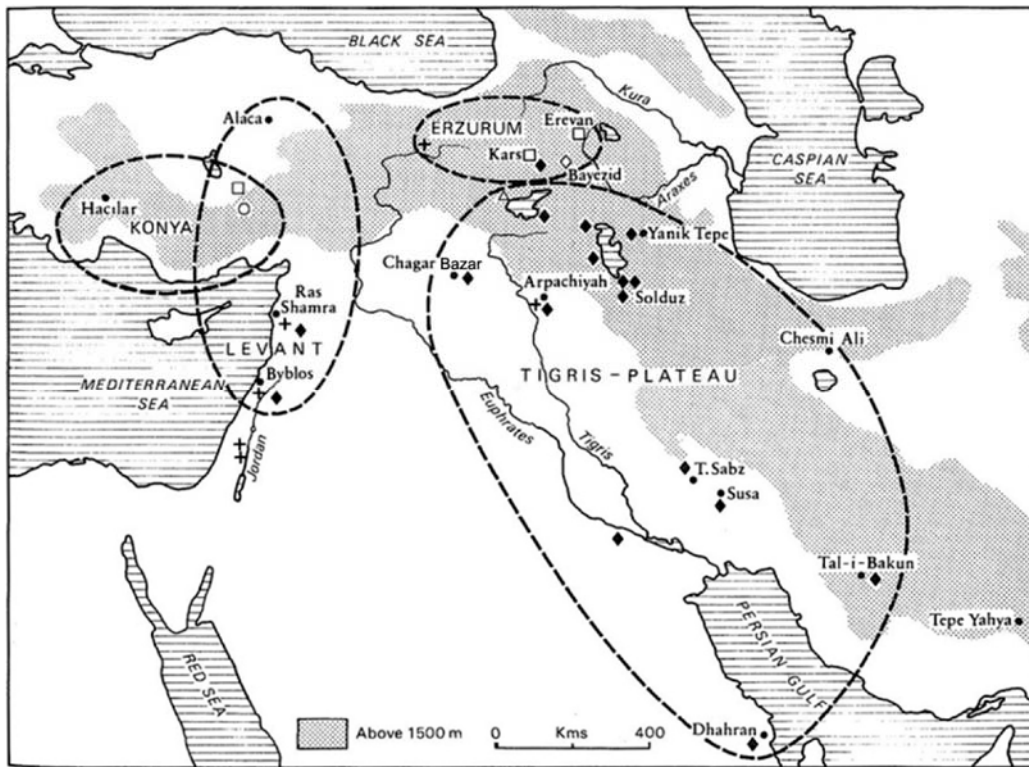 BLACK SEA
Kura
Alaca
ERZURUM
Erevan
CASPIAN
SEA
Kars
Bayezid
Araxes
Hacılar
KONYA
Yanik Tepe
Chagar Bazar
Arpachiyah
Ras
Shamra
Solduz
Chesmi Ali
LEVANT
TIGRIS-PLATEAU
Byblos
MEDITERRANEAN
SEA
Euphrates
Tigris
Jordan
T. Sabz
Susa
Tal-i-Bakun
Tepe Yahya
PERSIAN GULF
RED SEA
Above 1500 m
0 Kms 400
Dhahran